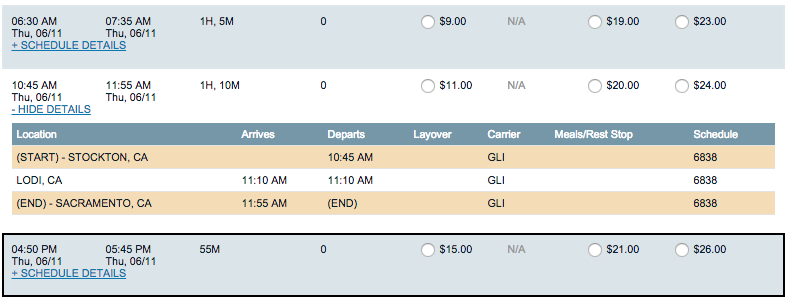 06:30 AM 07:35 AM 1H, 5M 0 $9.00 N/A $19.00 $23.00
Thu, 06/11 Thu, 06/11
+ SCHEDULE DETAILS
10:45 AM 11:55 AM 1H, 10M 0 $11.00 N/A $20.00 $24.00
Thu, 06/11 Thu, 06/11
- HIDE DETAILS
Location Arrives Departs Layover Carrier Meals/Rest Stop Schedule
(START) - STOCKTON, CA 10:45 AM GLI 6838
LODI, CA 11:10 AM 11:10 AM GLI 6838
(END) - SACRAMENTO, CA 11:55 AM (END) GLI 6838
04:50 PM 05:45 PM 55M 0 $15.00 N/A $21.00 $26.00
Thu, 06/11 Thu, 06/11
+ SCHEDULE DETAILS